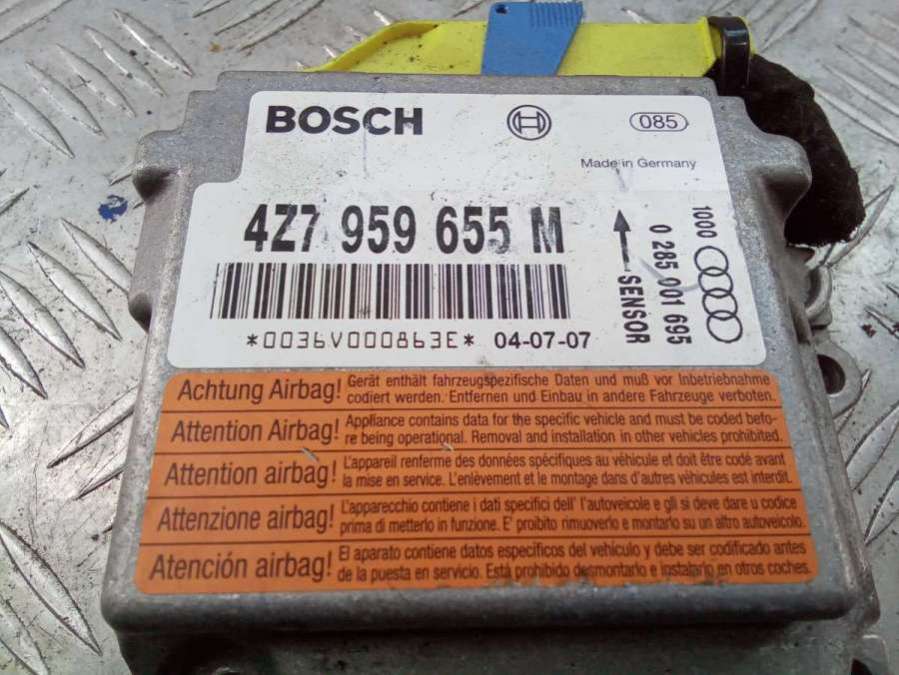 BOSCH
085
Made in Germany
4Z7 959 655 M
SENSOR
0 285 001 695
1000
*0036V000863E* 04-07-07
Achtung Airbag! Gerät enthält fahrzeugspezifische Daten und muß vor Inbetriebnahme
codiert werden. Entfernen und Einbau in andere Fahrzeuge verboten.
Attention Airbag! Appliance contains data for the specific vehicle and must be coded befo-
re being operational. Removal and installation in other vehicles prohibited.
Attention airbag! L'appareil renferme des données spécifiques au véhicule et doit être codé avant
la mise en service. L'enlèvement et le montage dans d'autres véhicules est interdit.
Attenzione airbag! L'apparecchio contiene i dati specifici dell' l'autoveicolo e gli si deve dare u codice
prima di metterlo in funzione. E' proibito rimuoverlo e montarlo su un altro autoveicolo.
Atención airbag! El aparato contiene datos especificos del vehículo y debe ser codificado antes
de la puesta en servicio. Está prohibido desmontarlo e instalarlo en otros coches.